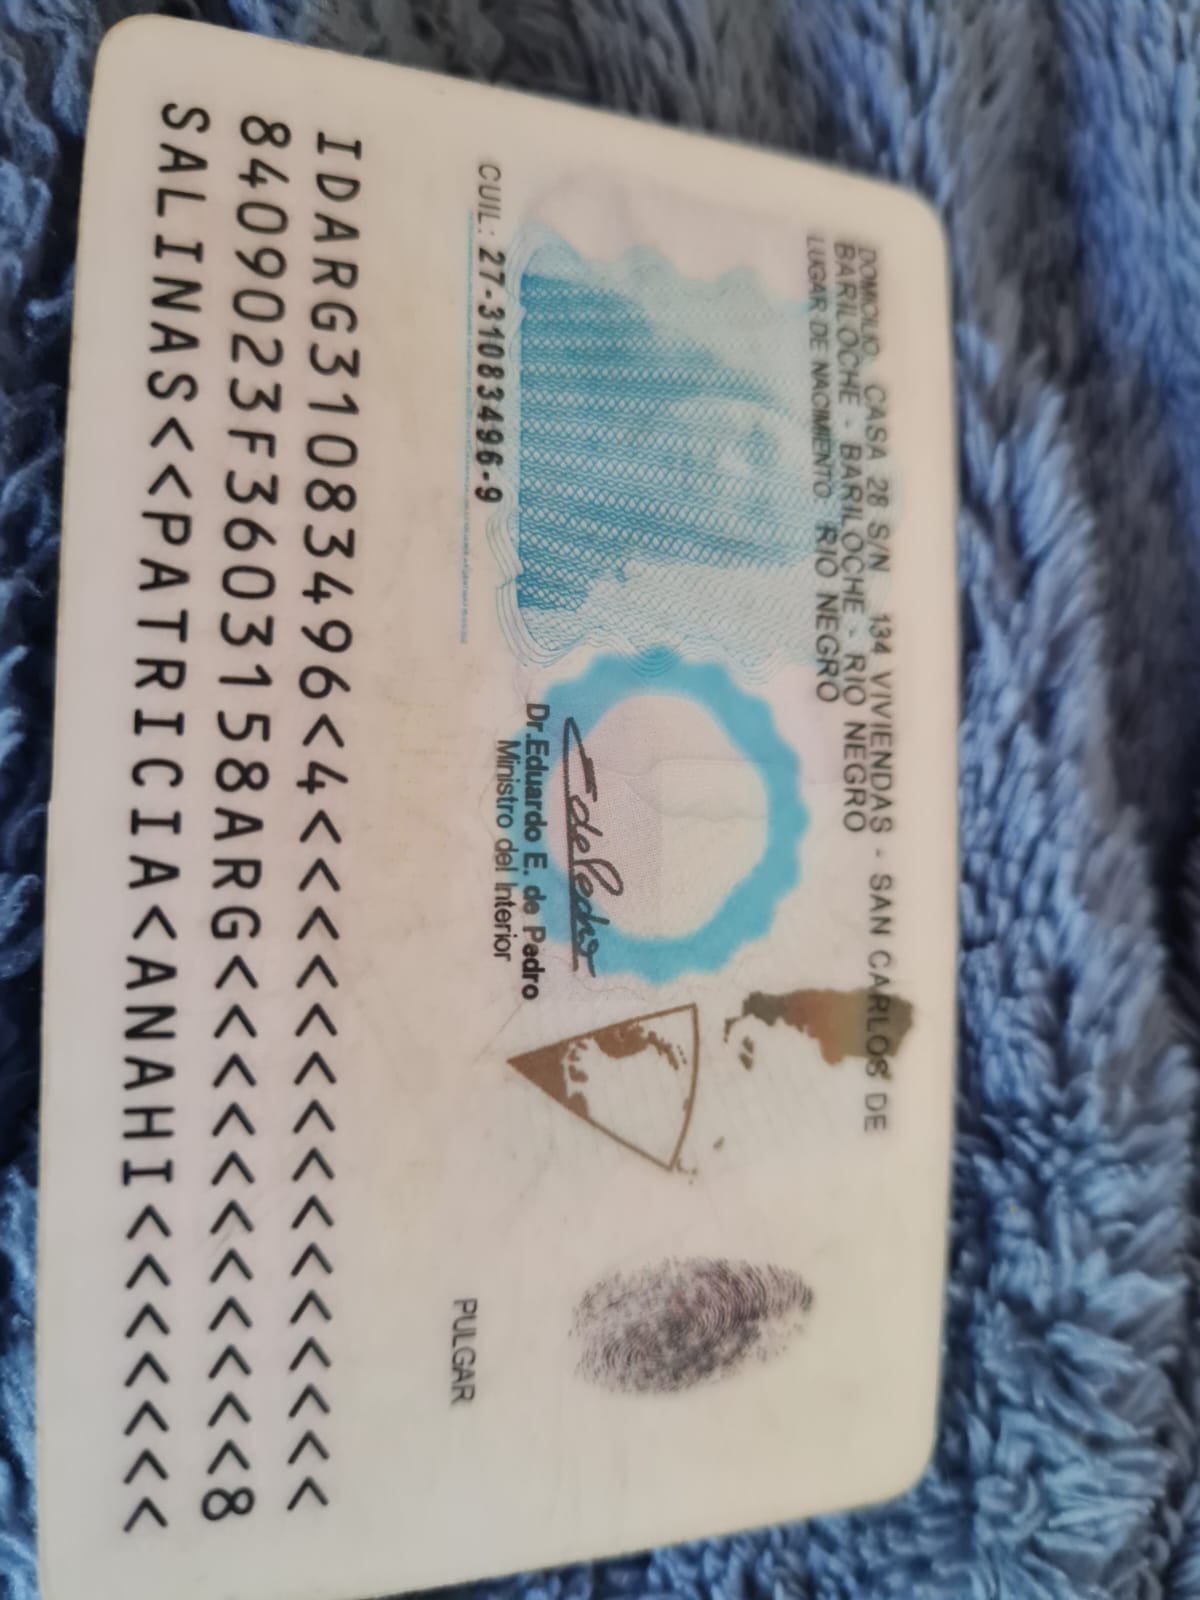 DOMICILIO: CASA 28 S/N 134 VIVIENDAS - SAN CARLOS DE
BARILOCHE - BARILOCHE - RIO NEGRO
LUGAR DE NACIMIENTO: RIO NEGRO
CUIL: 27-31083496-9
Dr.Eduardo E. de Pedro
Ministro del Interior
PULGAR
IDARG31083496<4<<<<<<<<<<<<<<<
8409023F3603158ARG<<<<<<<<<<<8
SALINAS<<PATRICIA<ANAHI<<<<<<<